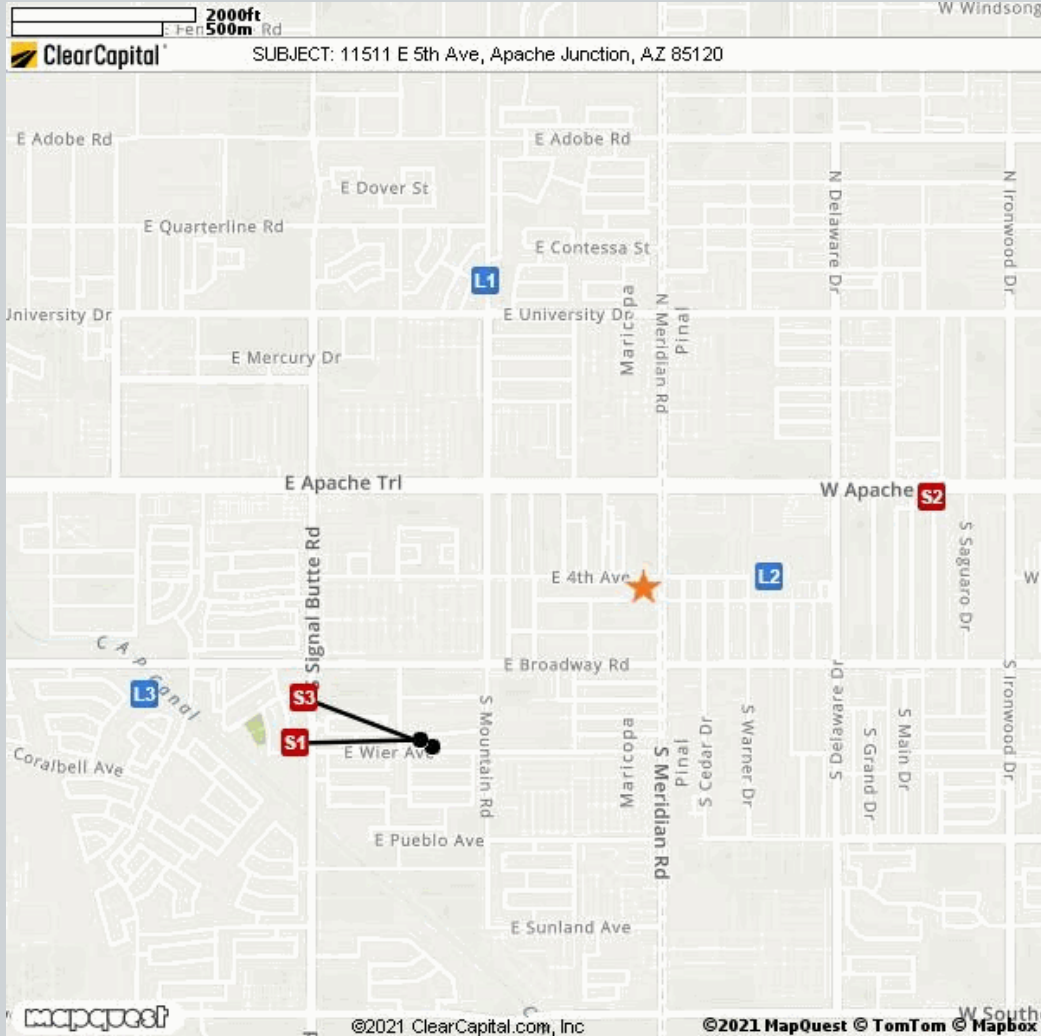 2000ft
500m
Rd
W Windsong
ClearCapital
SUBJECT: 11511 E 5th Ave, Apache Junction, AZ 85120
E Adobe Rd
E Adobe Rd
E Dover St
N Delaware Dr
N Ironwood Dr
E Quarterline Rd
E Contessa St
L1
University Dr
E University Dr
Maricopa
N Meridian Rd
Pinal
E Mercury Dr
E Apache Trl
W Apache
S2
S Signal Butte Rd
S Saguaro Dr
E 4th Ave
L2
W
CAP Canal
E Broadway Rd
L3
S3
S1
E Wier Ave
Coralbell Ave
S Mountain Rd
Maricopa
S Meridian Rd
Pinal
S Cedar Dr
S Warner Dr
S Delaware Dr
S Grand Dr
S Main Dr
S Ironwood Dr
E Pueblo Ave
E Sunland Ave
C
W South
mapquest
©2021 ClearCapital.com, Inc
©2021 MapQuest © TomTom © Mapbox